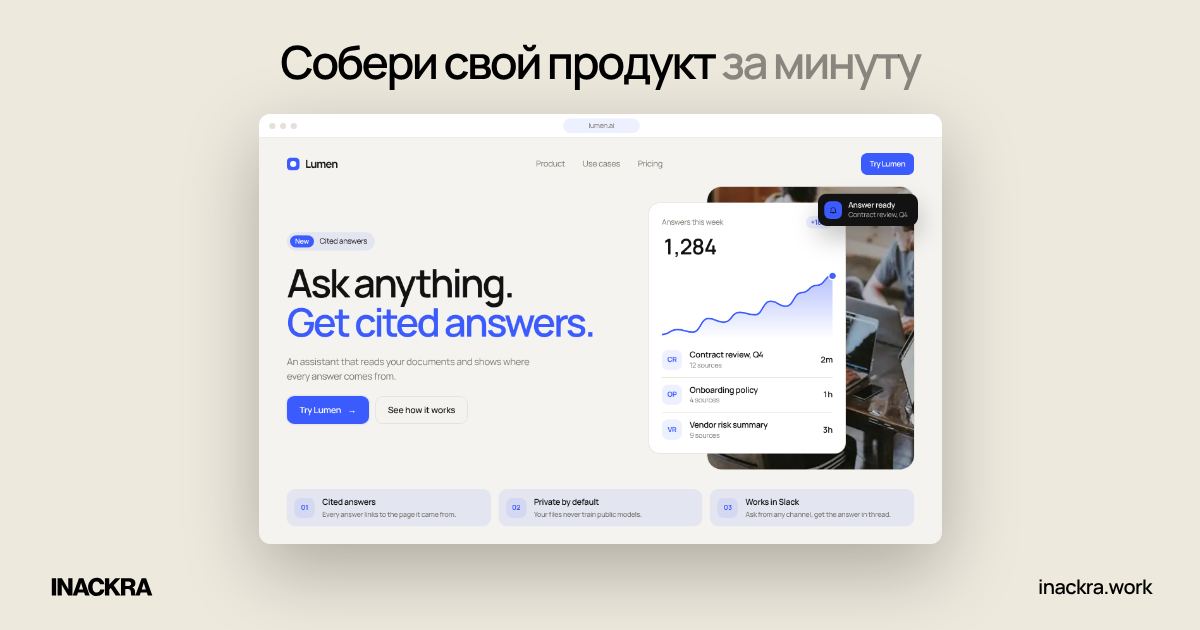 Собери свой продукт за минуту
lumen.ai
Lumen
Product
Use cases
Pricing
Try Lumen
Answer ready
Contract review, Q4
Answers this week
1,284
New
Cited answers
Ask anything.
Get cited answers.
An assistant that reads your documents and shows where
every answer comes from.
Try Lumen →
See how it works
CR
Contract review, Q4
12 sources
2m
OP
Onboarding policy
4 sources
1h
VR
Vendor risk summary
9 sources
3h
01
Cited answers
Every answer links to the page it came from.
02
Private by default
Your files never train public models.
03
Works in Slack
Ask from any channel, get the answer in thread.
INACKRA
inackra.work